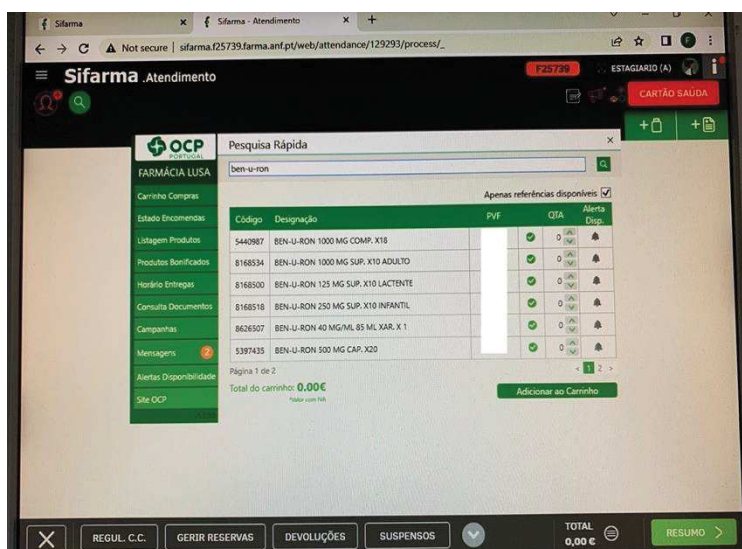 Sifarma
Sifarma - Atendimento
Not secure | sifarma.f25739.farma.anf.pt/web/attendance/129293/process/_
F
Sifarma .Atendimento
F25739
ESTAGIARIO (A)
CARTÃO SAÚDA
OCP
PORTUGAL
Pesquisa Rápida
FARMÁCIA LUSA
ben-u-ron
Carrinho Compras
Estado Encomendas
Listagem Produtos
Produtos Bonificados
Horário Entregas
Consulta Documentos
Campanhas
Mensagens 2
Alertas Disponibilidade
Site OCP
Apenas referências disponíveis
Código Designação PVF QTA Alerta Disp.
5440987 BEN-U-RON 1000 MG COMP. X18 0
8168534 BEN-U-RON 1000 MG SUP. X10 ADULTO 0
8168500 BEN-U-RON 125 MG SUP. X10 LACTENTE 0
8168518 BEN-U-RON 250 MG SUP. X10 INFANTIL 0
8626507 BEN-U-RON 40 MG/ML 85 ML XAR. X 1 0
5397435 BEN-U-RON 500 MG CAP. X20 0
Página 1 de 2
< 1 2 >
Total do carrinho: 0.00€
*Valor com IVA
Adicionar ao Carrinho
REGUL. C.C.
GERIR RESERVAS
DEVOLUÇÕES
SUSPENSOS
TOTAL
0,00 €
RESUMO >